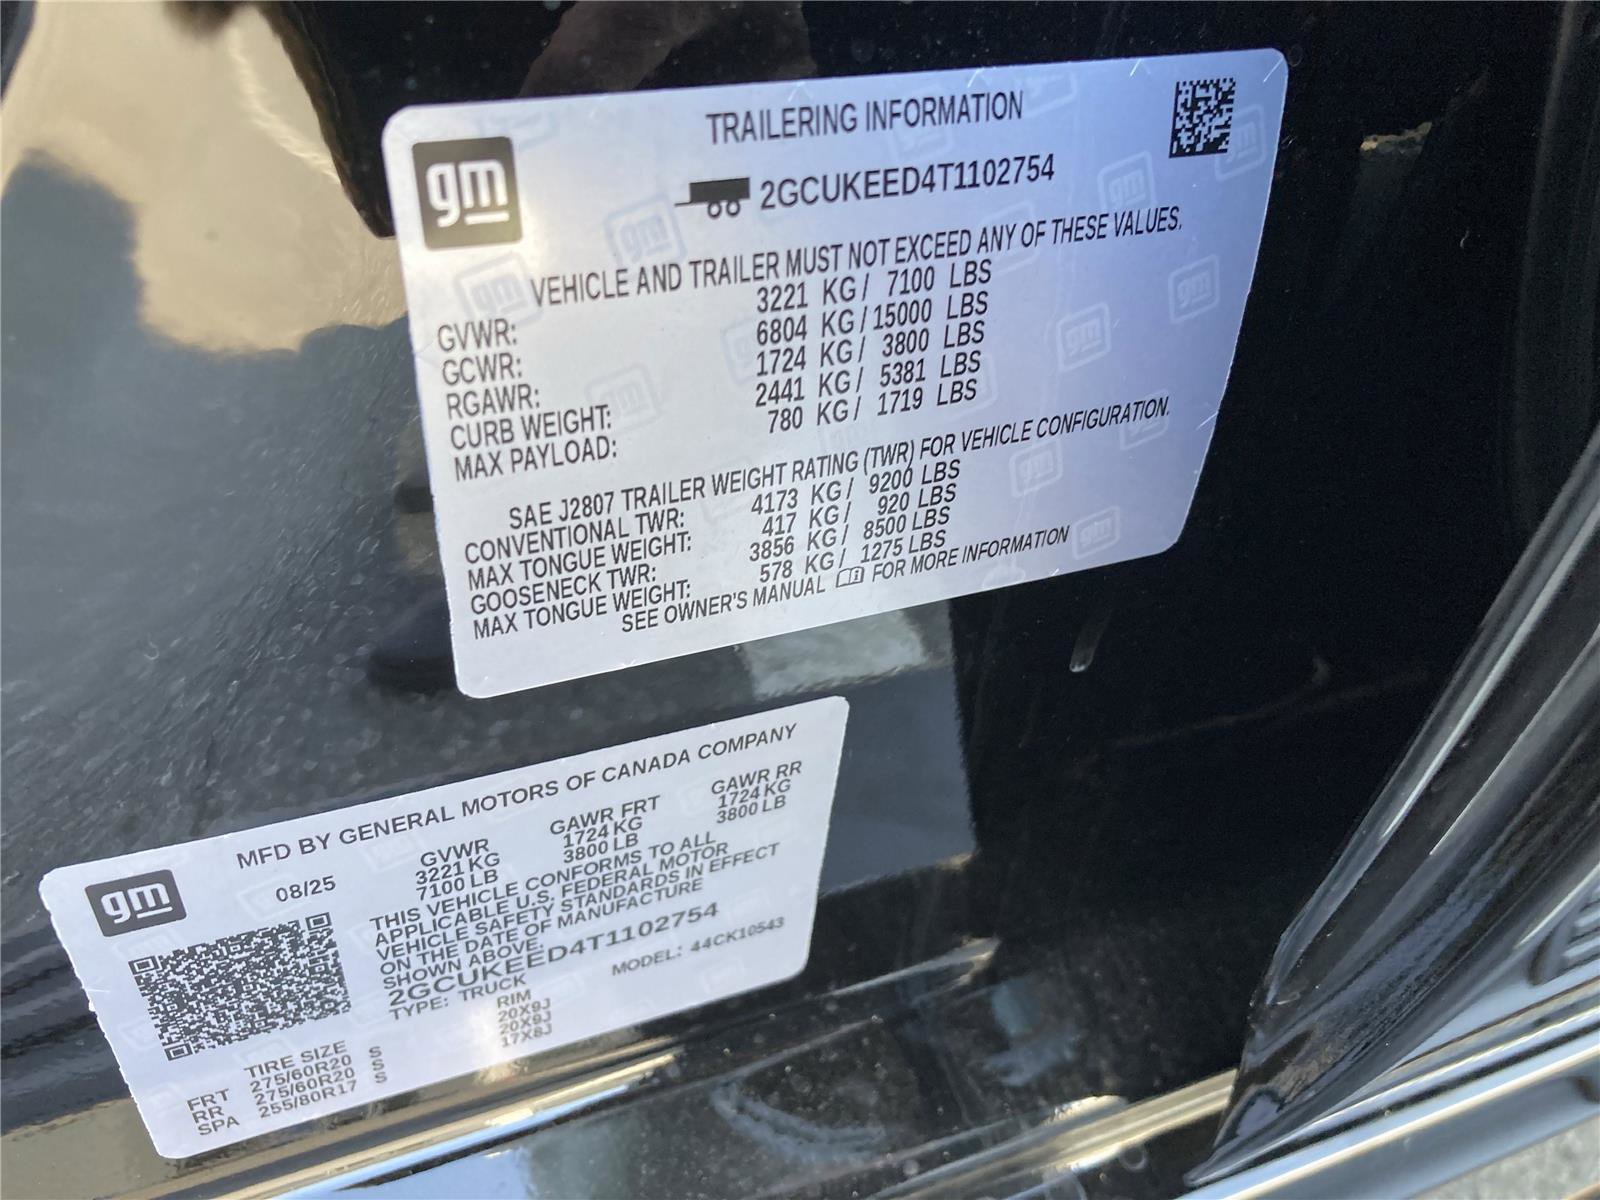 TRAILERING INFORMATION
gm
2GCUKEED4T1102754
VEHICLE AND TRAILER MUST NOT EXCEED ANY OF THESE VALUES.
GVWR: 3221 KG/ 7100 LBS
GCWR: 6804 KG/15000 LBS
RGAWR: 1724 KG/ 3800 LBS
CURB WEIGHT: 2441 KG/ 5381 LBS
MAX PAYLOAD: 780 KG/ 1719 LBS
SAE J2807 TRAILER WEIGHT RATING (TWR) FOR VEHICLE CONFIGURATION.
CONVENTIONAL TWR: 4173 KG/ 9200 LBS
MAX TONGUE WEIGHT: 417 KG/ 920 LBS
GOOSENECK TWR: 3856 KG/ 8500 LBS
MAX TONGUE WEIGHT: 578 KG/ 1275 LBS
SEE OWNER'S MANUAL FOR MORE INFORMATION
MFD BY GENERAL MOTORS OF CANADA COMPANY
gm
08/25 GVWR GAWR FRT GAWR RR
3221 KG 1724 KG 1724 KG
7100 LB 3800 LB 3800 LB
THIS VEHICLE CONFORMS TO ALL
APPLICABLE U.S. FEDERAL MOTOR
VEHICLE SAFETY STANDARDS IN EFFECT
ON THE DATE OF MANUFACTURE
SHOWN ABOVE.
2GCUKEED4T1102754
TYPE: TRUCK MODEL: 44CK10543
TIRE SIZE RIM
FRT 275/60R20 S 20X9J
RR 275/60R20 S 20X9J
SPA 255/80R17 S 17X8J